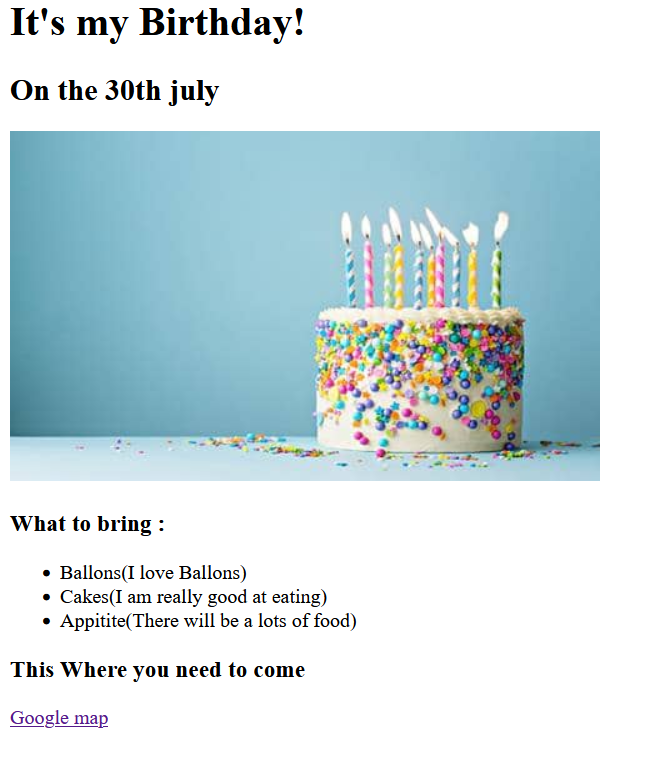 It's my Birthday!
On the 30th july
What to bring :
Ballons(I love Ballons)
Cakes(I am really good at eating)
Appitite(There will be a lots of food)
This Where you need to come
Google map